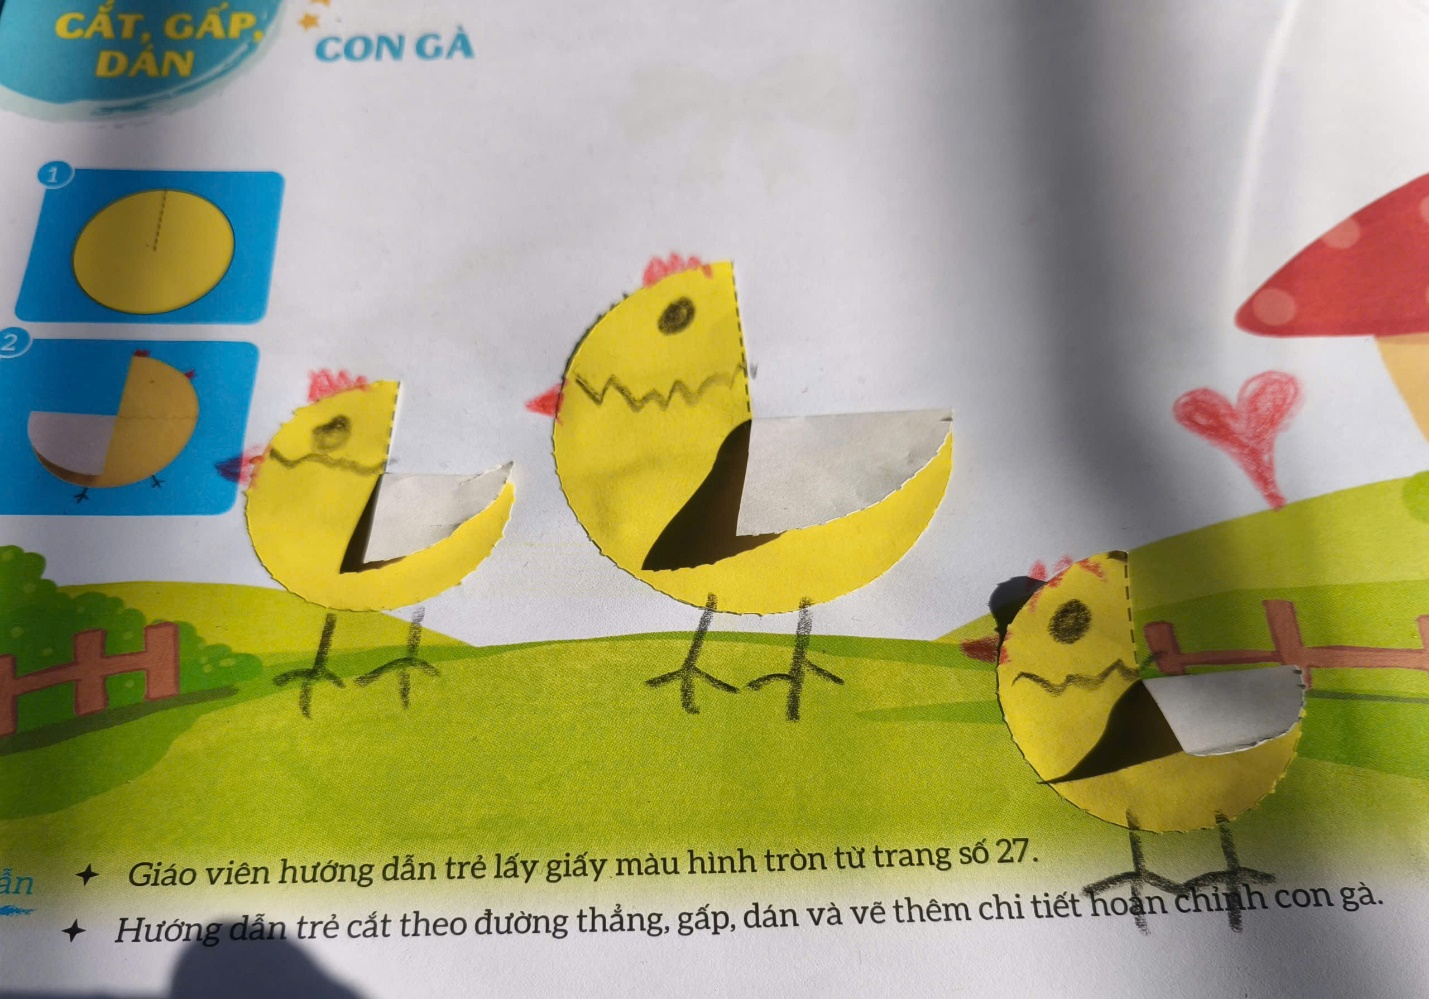 CẮT, GẤP,
DÁN
CON GÀ
1
2
ẫn
Giáo viên hướng dẫn trẻ lấy giấy màu hình tròn từ trang số 27.
Hướng dẫn trẻ cắt theo đường thẳng, gấp, dán và vẽ thêm chi tiết hoàn chỉnh con gà.